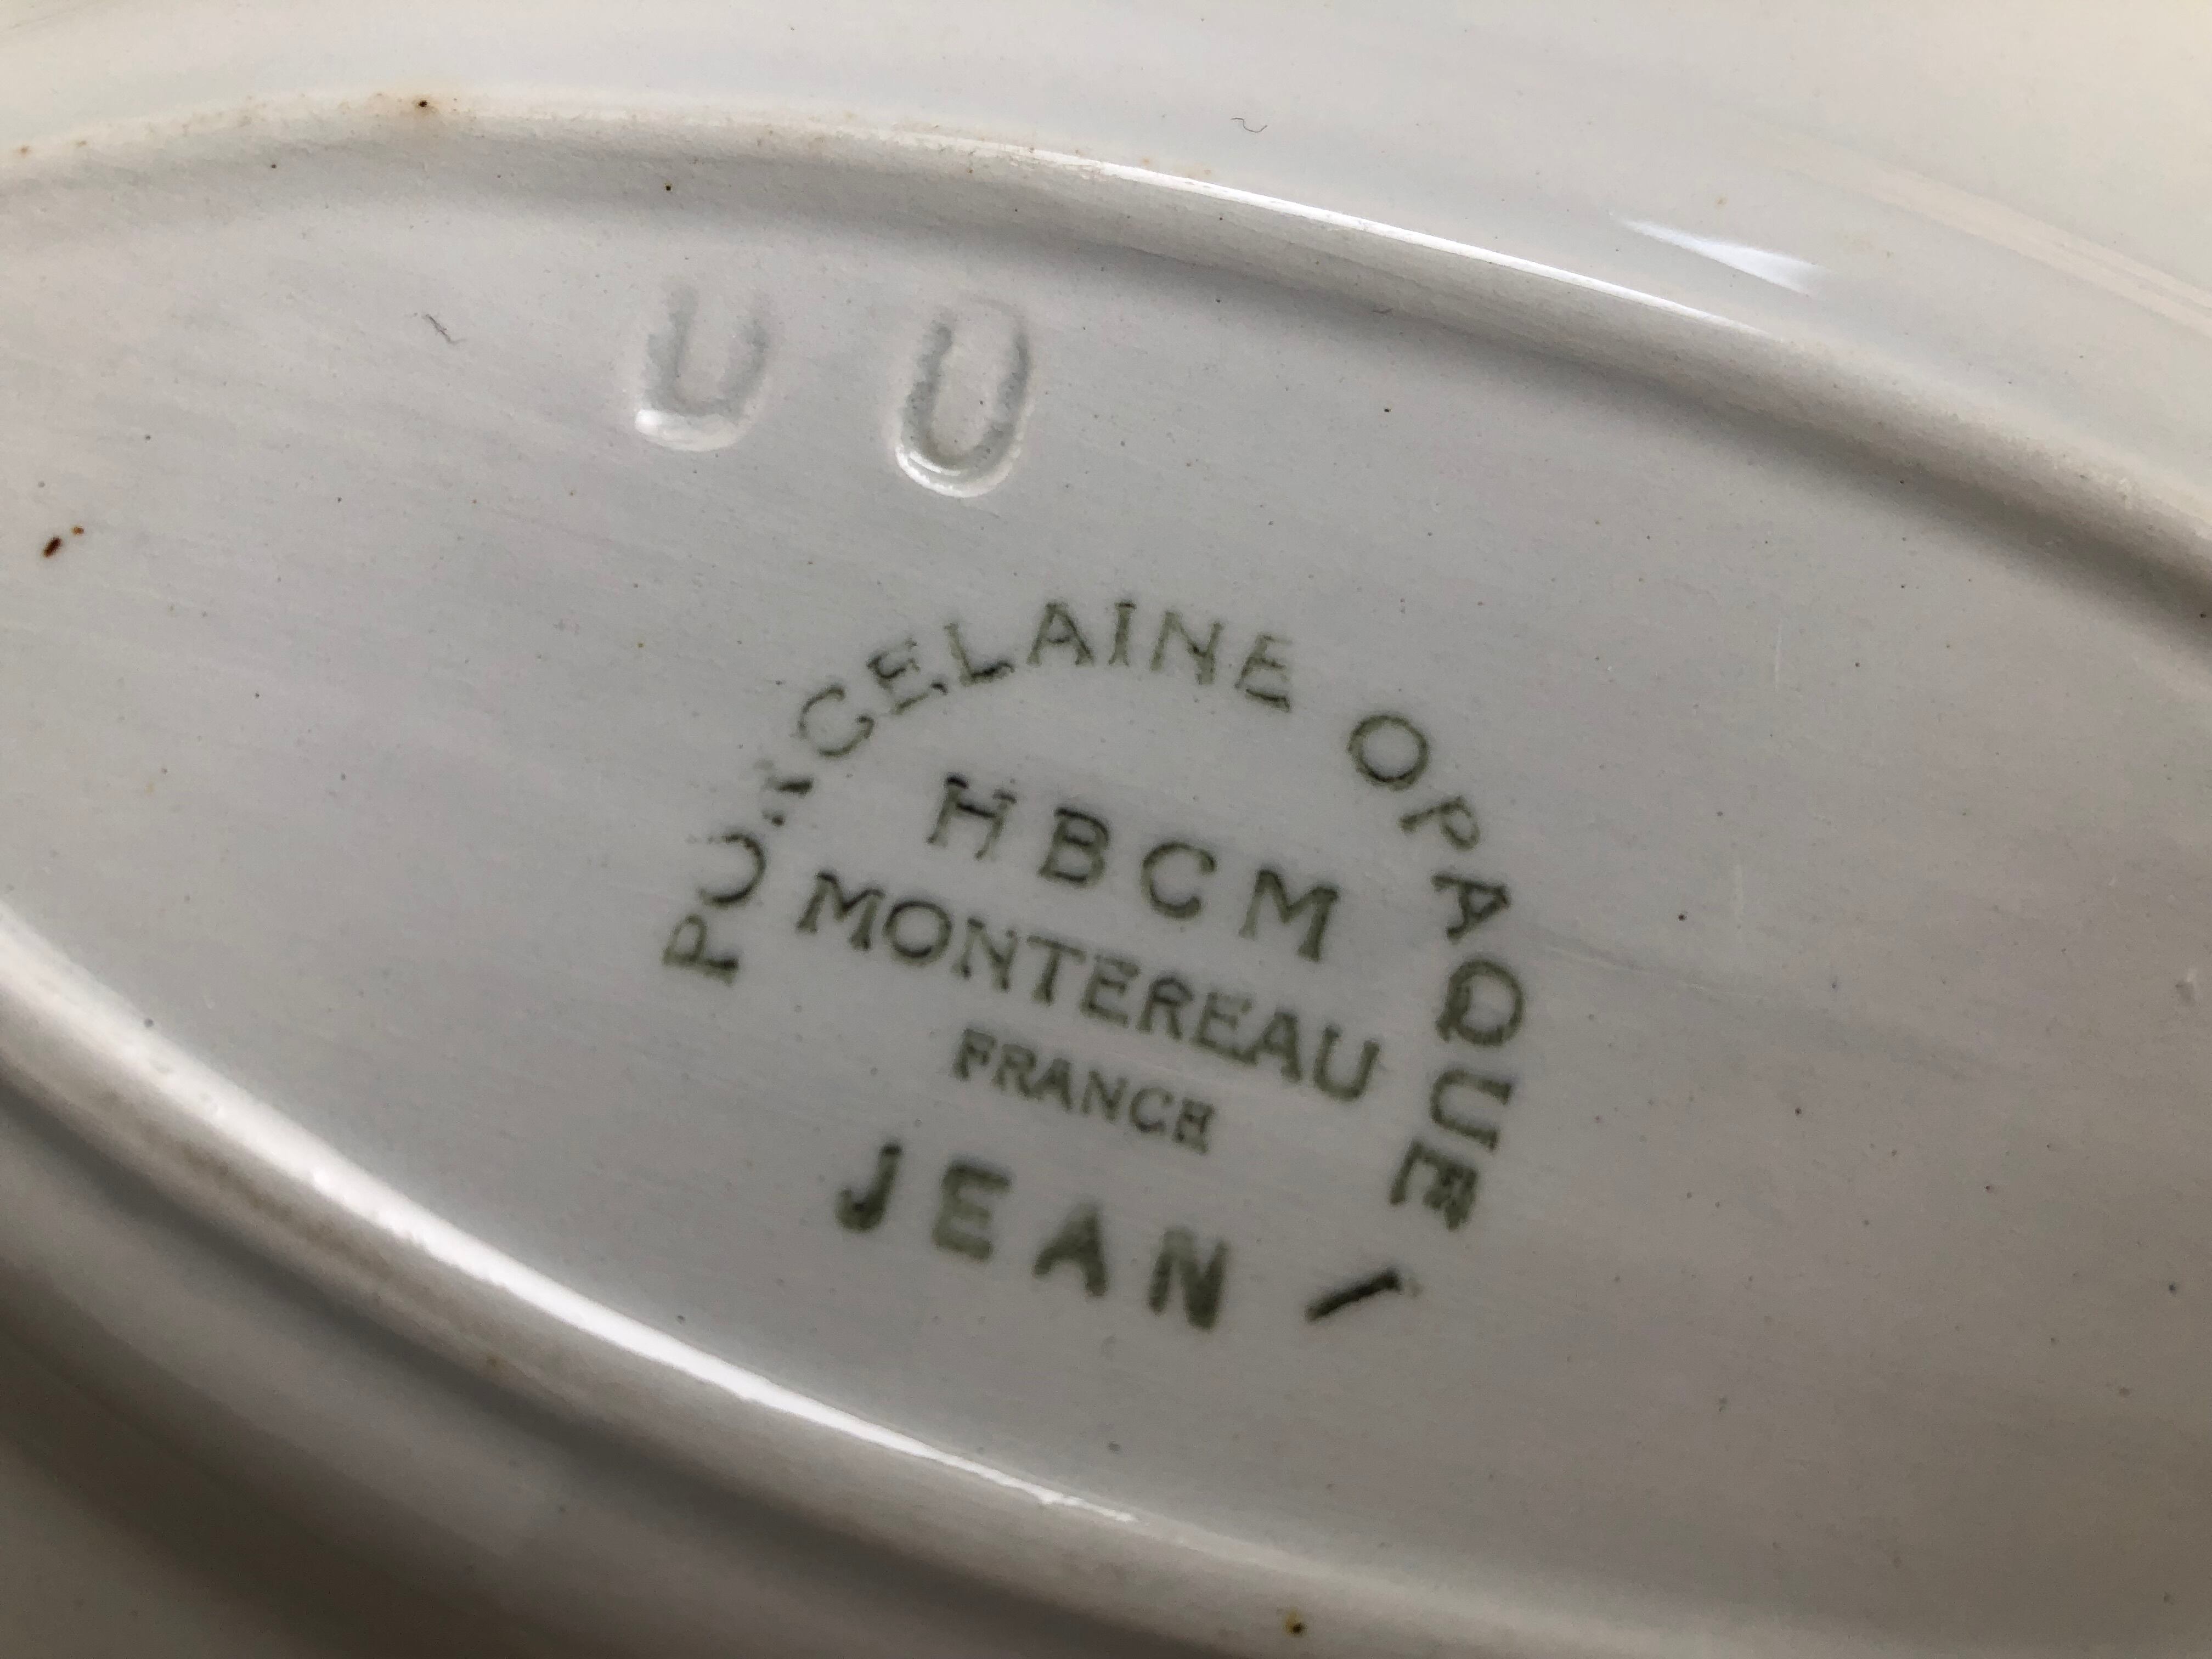 U U
PORCELAINE OPAQUE
HBCM
MONTEREAU
FRANCE
JEAN